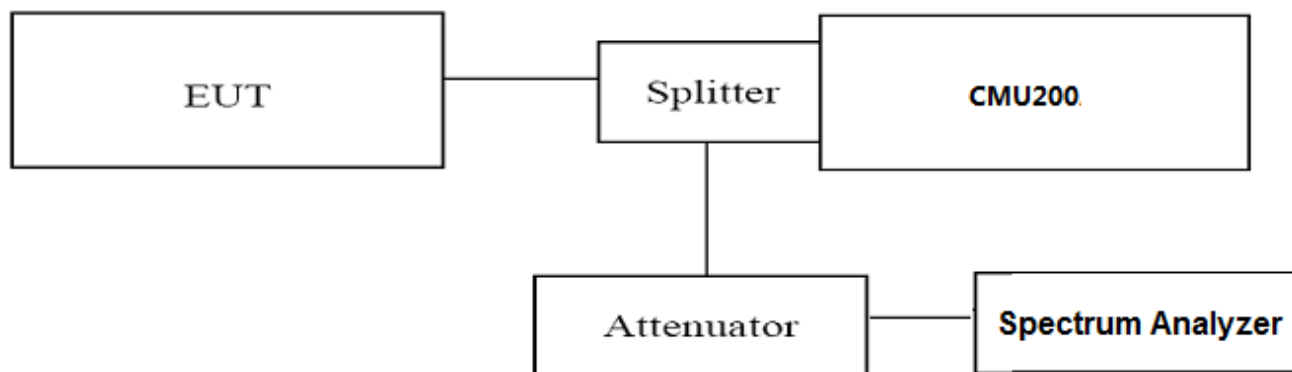 EUT
Splitter
CMU200
Attenuator
Spectrum Analyzer